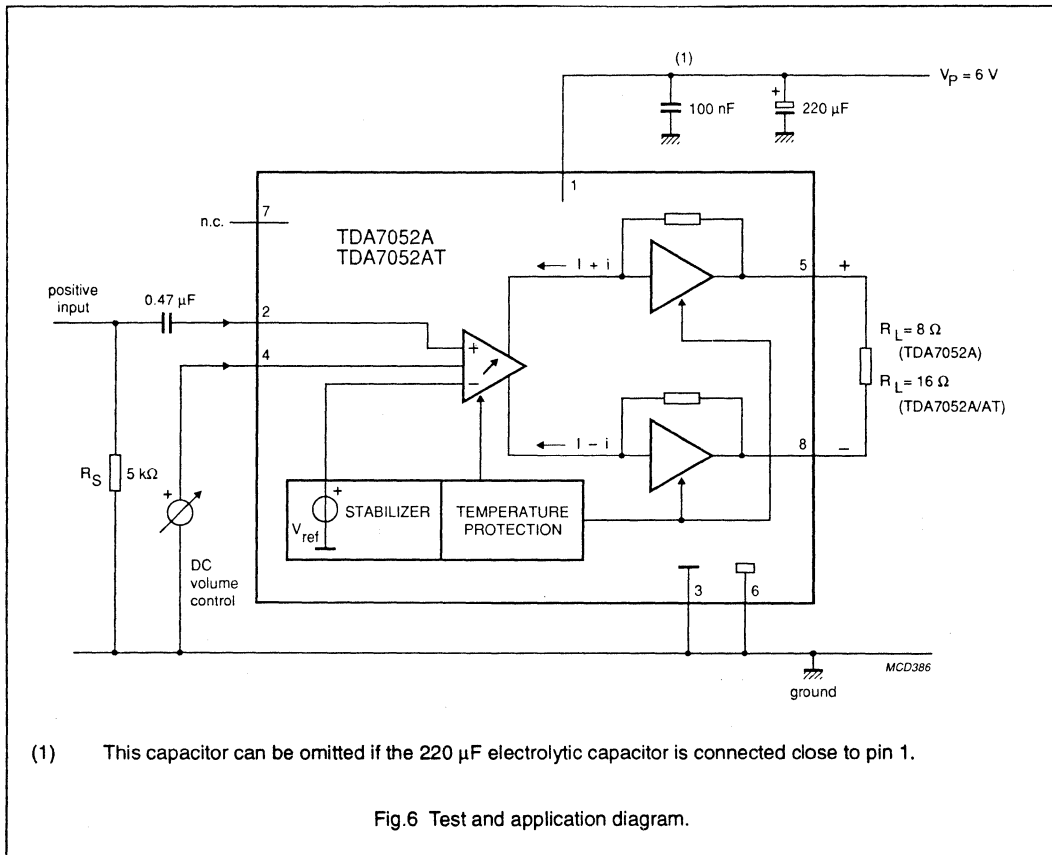 (1)
V_P = 6 V
100 nF
+
220 µF
1
7
n.c.
TDA7052A
TDA7052AT
I + i
5
+
positive
input
0.47 µF
2
4
+
−
R_L = 8 Ω
(TDA7052A)
R_L = 16 Ω
(TDA7052A/AT)
I − i
8
−
R_S
5 kΩ
+
+
V_ref
STABILIZER
TEMPERATURE
PROTECTION
DC
volume
control
3
6
MCD386
ground
(1) This capacitor can be omitted if the 220 µF electrolytic capacitor is connected close to pin 1.
Fig.6 Test and application diagram.